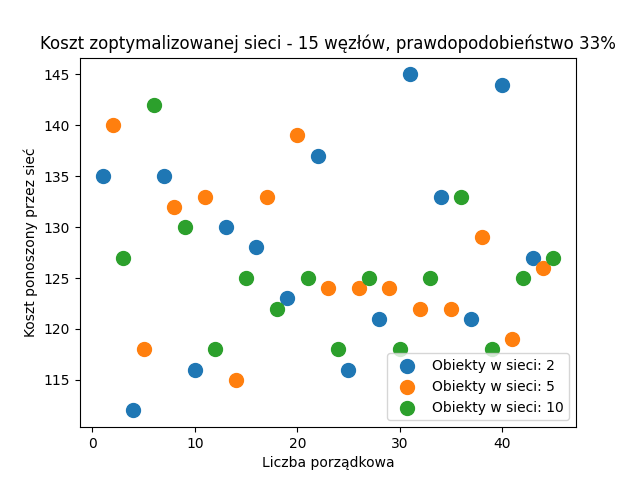 Koszt zoptymalizowanej sieci - 15 węzłów, prawdopodobieństwo 33%
145
140
135
130
125
120
115
Koszt ponoszony przez sieć
0
10
20
30
40
Liczba porządkowa
Obiekty w sieci: 2
Obiekty w sieci: 5
Obiekty w sieci: 10